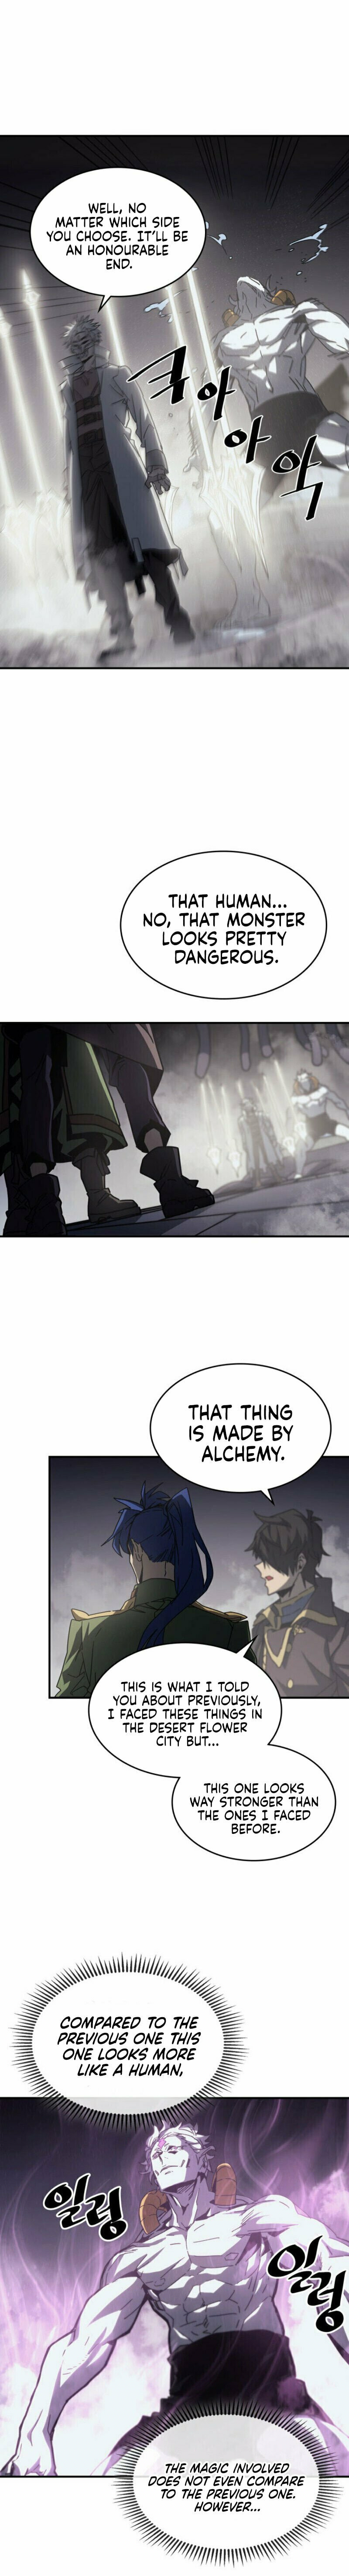 WELL, NO
MATTER WHICH SIDE
YOU CHOOSE. IT'LL BE
AN HONOURABLE
END.
크아아악
THAT HUMAN...
NO, THAT MONSTER
LOOKS PRETTY
DANGEROUS.
THAT THING
IS MADE BY
ALCHEMY.
THIS IS WHAT I TOLD
YOU ABOUT PREVIOUSLY,
I FACED THESE THINGS IN
THE DESERT FLOWER
CITY BUT...
THIS ONE LOOKS
WAY STRONGER THAN
THE ONES I FACED
BEFORE.
COMPARED TO THE
PREVIOUS ONE THIS
ONE LOOKS MORE
LIKE A HUMAN,
일렁
일렁
THE MAGIC INVOLVED
DOES NOT EVEN COMPARE
TO THE PREVIOUS ONE.
HOWEVER...